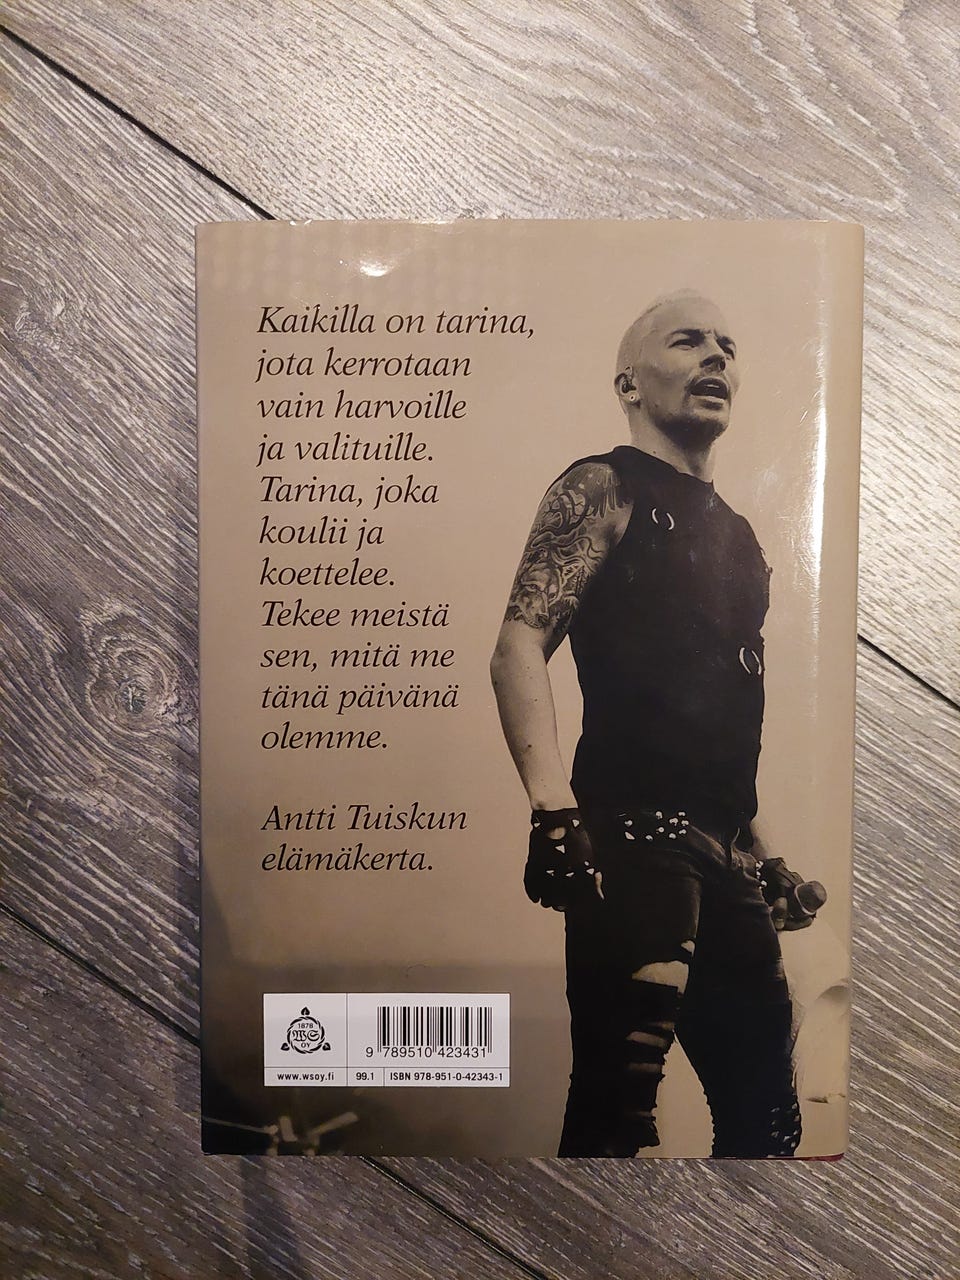 Kaikilla on tarina,
jota kerrotaan
vain harvoille
ja valituille.
Tarina, joka
koulii ja
koettelee.
Tekee meistä
sen, mitä me
tänä päivänä
olemme.
Antti Tuiskun
elämäkerta.
1878
WS
OY
9 789510 423431
www.wsoy.fi 99.1 ISBN 978-951-0-42343-1